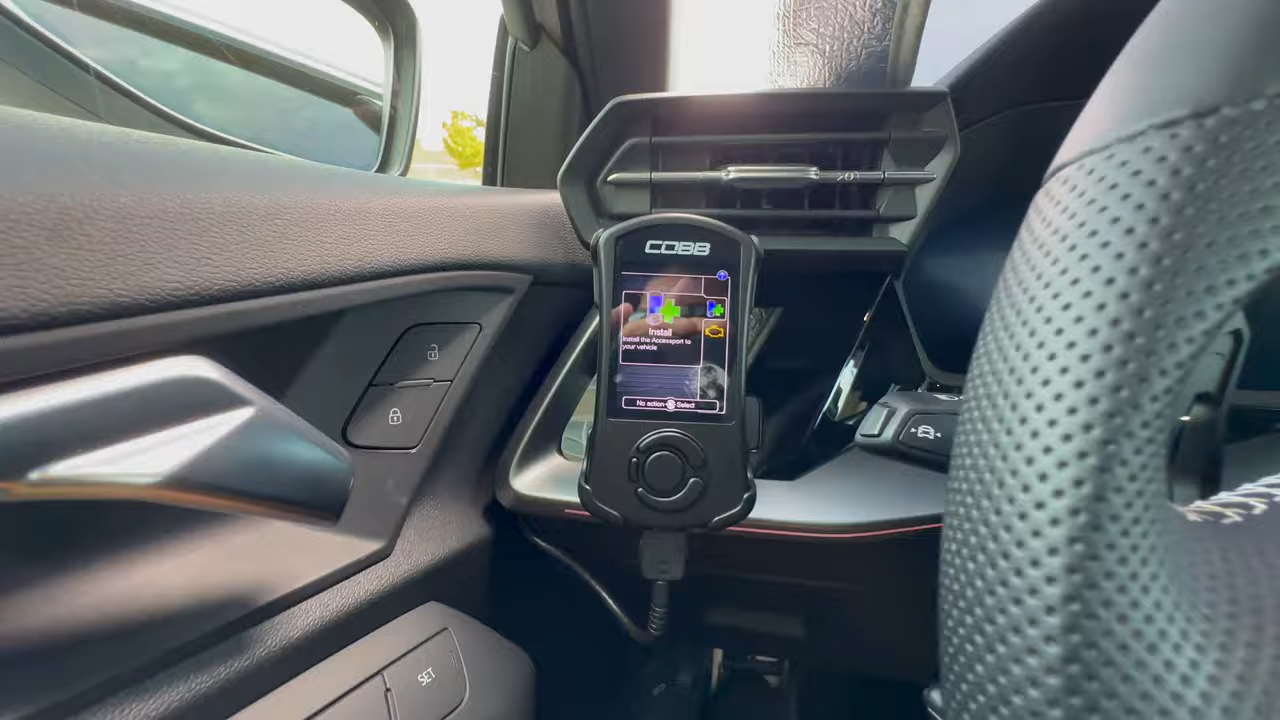 COBB
Install
Install the Accessport to
your vehicle
No action
Select
SET